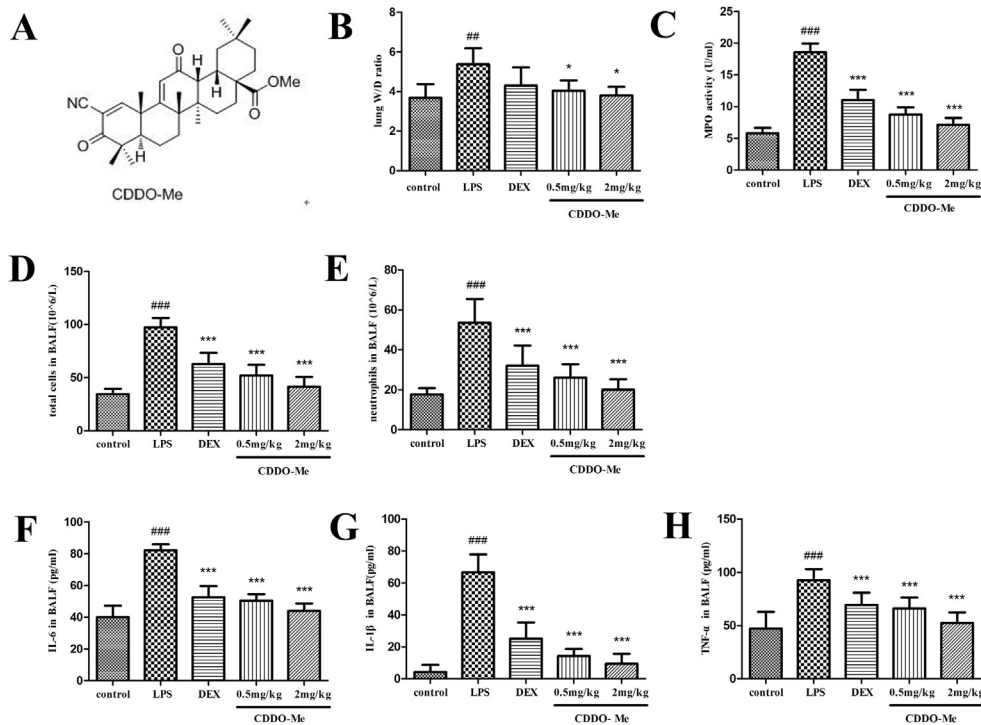 A
O
H
OMe
O
NC
O
H
CDDO-Me
B
lung W/D ratio
8
6
4
2
0
##
*
*
control
LPS
DEX
0.5mg/kg
2mg/kg
CDDO-Me
C
MPO activity (U/ml)
25
20
15
10
5
0
###
***
***
***
control
LPS
DEX
0.5mg/kg
2mg/kg
CDDO-Me
D
total cells in BALF(10^6/L)
150
100
50
0
###
***
***
***
control
LPS
DEX
0.5mg/kg
2mg/kg
CDDO-Me
E
neutrophils in BALF (10^6/L)
80
60
40
20
0
###
***
***
***
control
LPS
DEX
0.5mg/kg
2mg/kg
CDDO-Me
F
IL-6 in BALF (pg/ml)
100
80
60
40
20
0
###
***
***
***
control
LPS
DEX
0.5mg/kg
2mg/kg
CDDO-Me
G
IL-1β in BALF(pg/ml)
100
80
60
40
20
0
###
***
***
***
control
LPS
DEX
0.5mg/kg
2mg/kg
CDDO- Me
H
TNF-α in BALF (pg/ml)
150
100
50
0
###
***
***
***
control
LPS
DEX
0.5mg/kg
2mg/kg
CDDO-Me